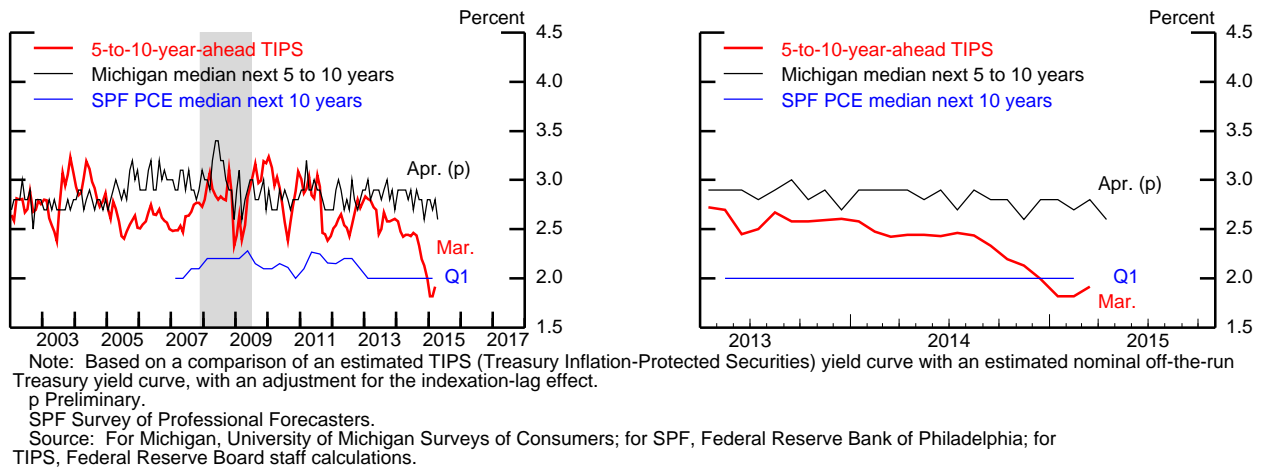 Percent
5-to-10-year-ahead TIPS
Michigan median next 5 to 10 years
SPF PCE median next 10 years
4.5
4.0
3.5
3.0
2.5
2.0
1.5
Apr. (p)
Mar.
Q1
2003 2005 2007 2008 2009 2011 2013 2015 2017
Percent
5-to-10-year-ahead TIPS
Michigan median next 5 to 10 years
SPF PCE median next 10 years
4.5
4.0
3.5
3.0
2.5
2.0
1.5
Apr. (p)
Q1
Mar.
2013 2014 2015
Note: Based on a comparison of an estimated TIPS (Treasury Inflation-Protected Securities) yield curve with an estimated nominal off-the-run
Treasury yield curve, with an adjustment for the indexation-lag effect.
p Preliminary.
SPF Survey of Professional Forecasters.
Source: For Michigan, University of Michigan Surveys of Consumers; for SPF, Federal Reserve Bank of Philadelphia; for
TIPS, Federal Reserve Board staff calculations.